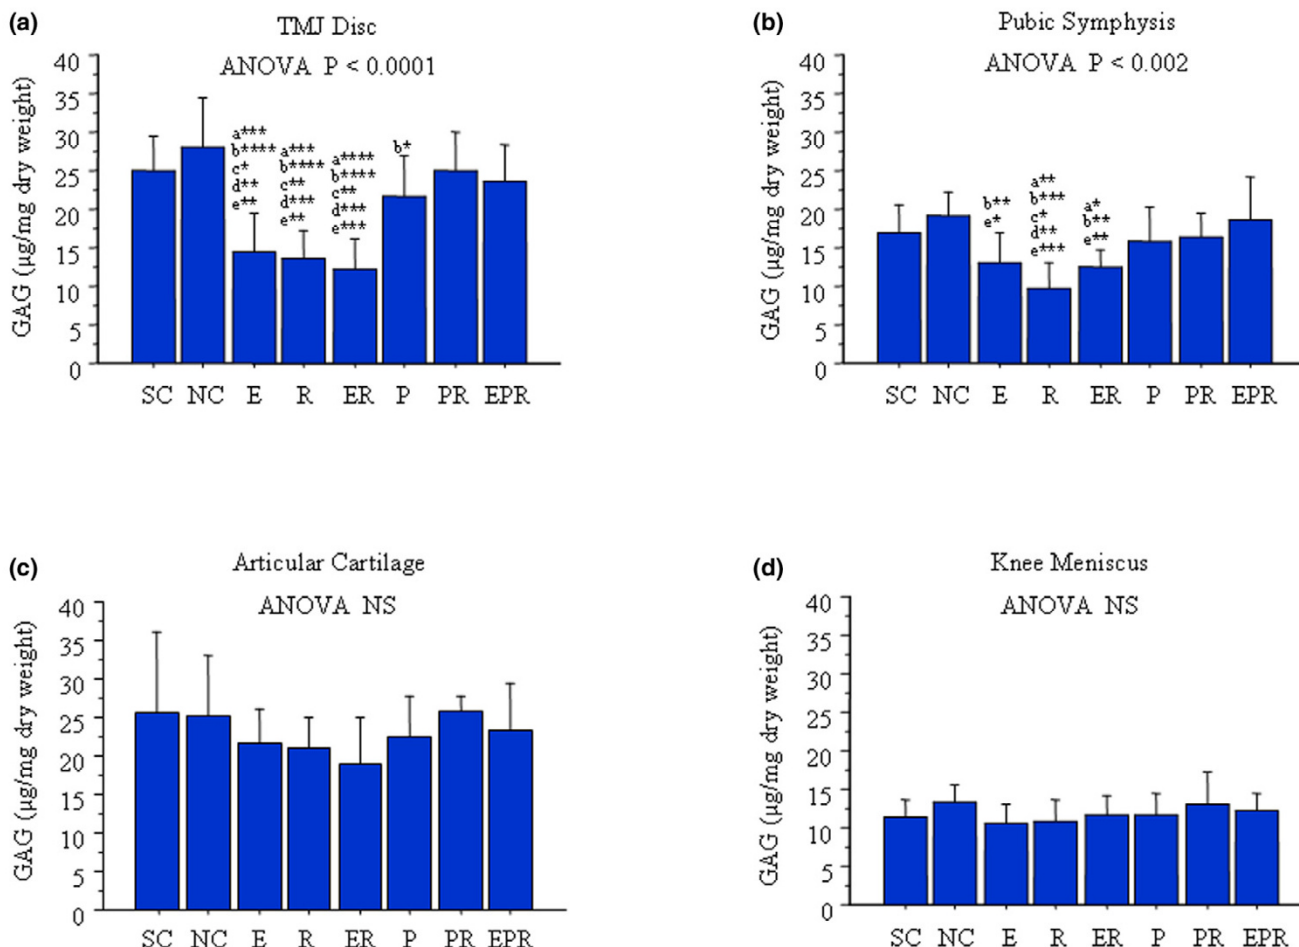 (a)
TMJ Disc
ANOVA P < 0.0001
GAG (µg/mg dry weight)
40
35
30
25
20
15
10
5
0
a***
b****
c*
d**
e**
a***
b****
c**
d***
e**
a****
b****
c**
d***
e***
b*
SC NC E R ER P PR EPR
(b)
Pubic Symphysis
ANOVA P < 0.002
GAG (µg/mg dry weight)
40
35
30
25
20
15
10
5
0
b**
e*
a**
b***
c*
d**
e***
a*
b**
e**
SC NC E R ER P PR EPR
(c)
Articular Cartilage
ANOVA NS
GAG (µg/mg dry weight)
40
35
30
25
20
15
10
5
0
SC NC E R ER P PR EPR
(d)
Knee Meniscus
ANOVA NS
GAG (µg/mg dry weight)
40
35
30
25
20
15
10
5
0
SC NC E R ER P PR EPR